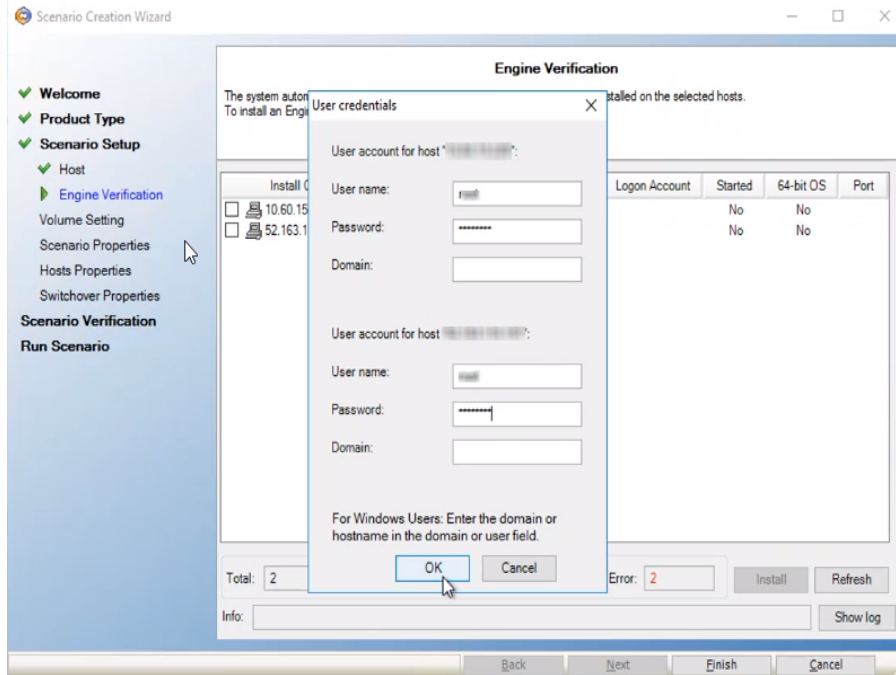 Scenario Creation Wizard
Welcome
Product Type
Scenario Setup
Host
Engine Verification
Volume Setting
Scenario Properties
Hosts Properties
Switchover Properties
Scenario Verification
Run Scenario
Engine Verification
The system autom
stalled on the selected hosts.
To install an Engi
Install
Logon Account
Started
64-bit OS
Port
10.60.15
No
No
52.163.1
No
No
Total:
2
Error:
2
Install
Refresh
Info:
Show log
Back
Next
Finish
Cancel
User credentials
User account for host "
":
User name:
Password:
••••••••
Domain:
User account for host "
":
User name:
Password:
••••••••
Domain:
For Windows Users: Enter the domain or
hostname in the domain or user field.
OK
Cancel